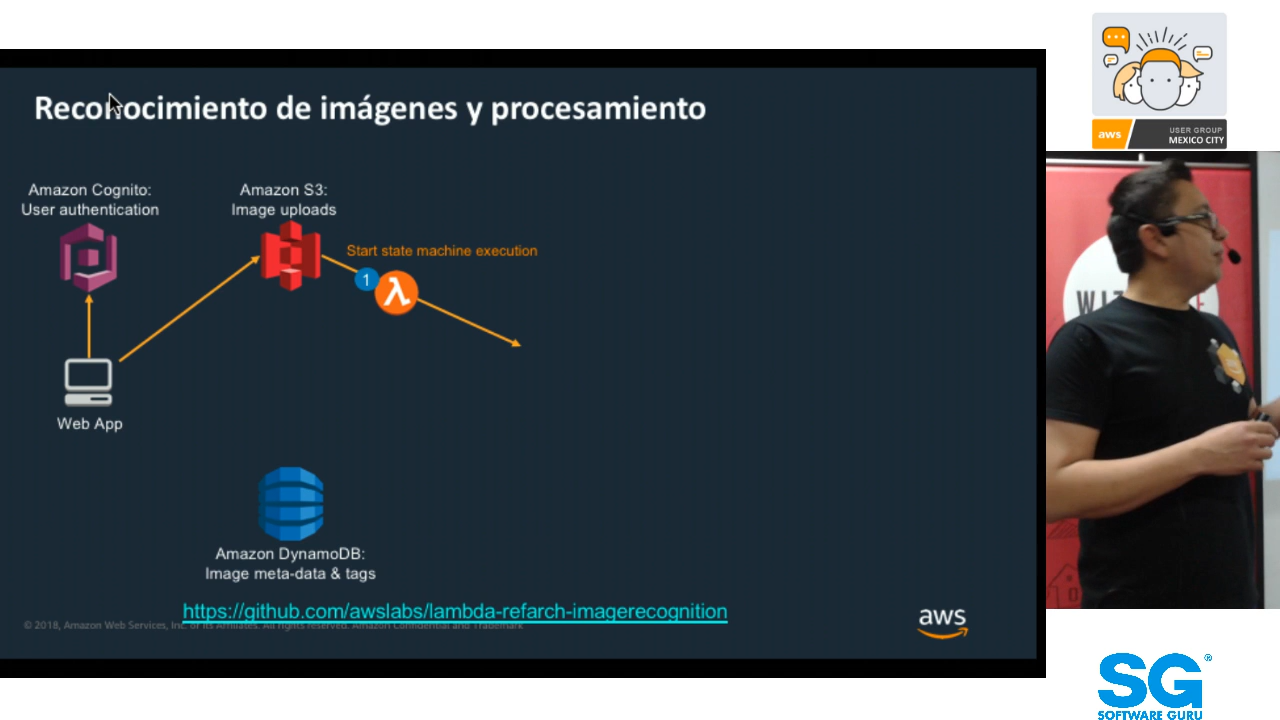 Reconocimiento de imágenes y procesamiento
Amazon Cognito:
User authentication
Amazon S3:
Image uploads
Start state machine execution
1
Web App
Amazon DynamoDB:
Image meta-data & tags
https://github.com/awslabs/lambda-refarch-imagerecognition
© 2018, Amazon Web Services, Inc. or its Affiliates. All rights reserved. Amazon Confidential and Trademark
aws
aws
USER GROUP
MEXICO CITY
SG®
SOFTWARE GURU